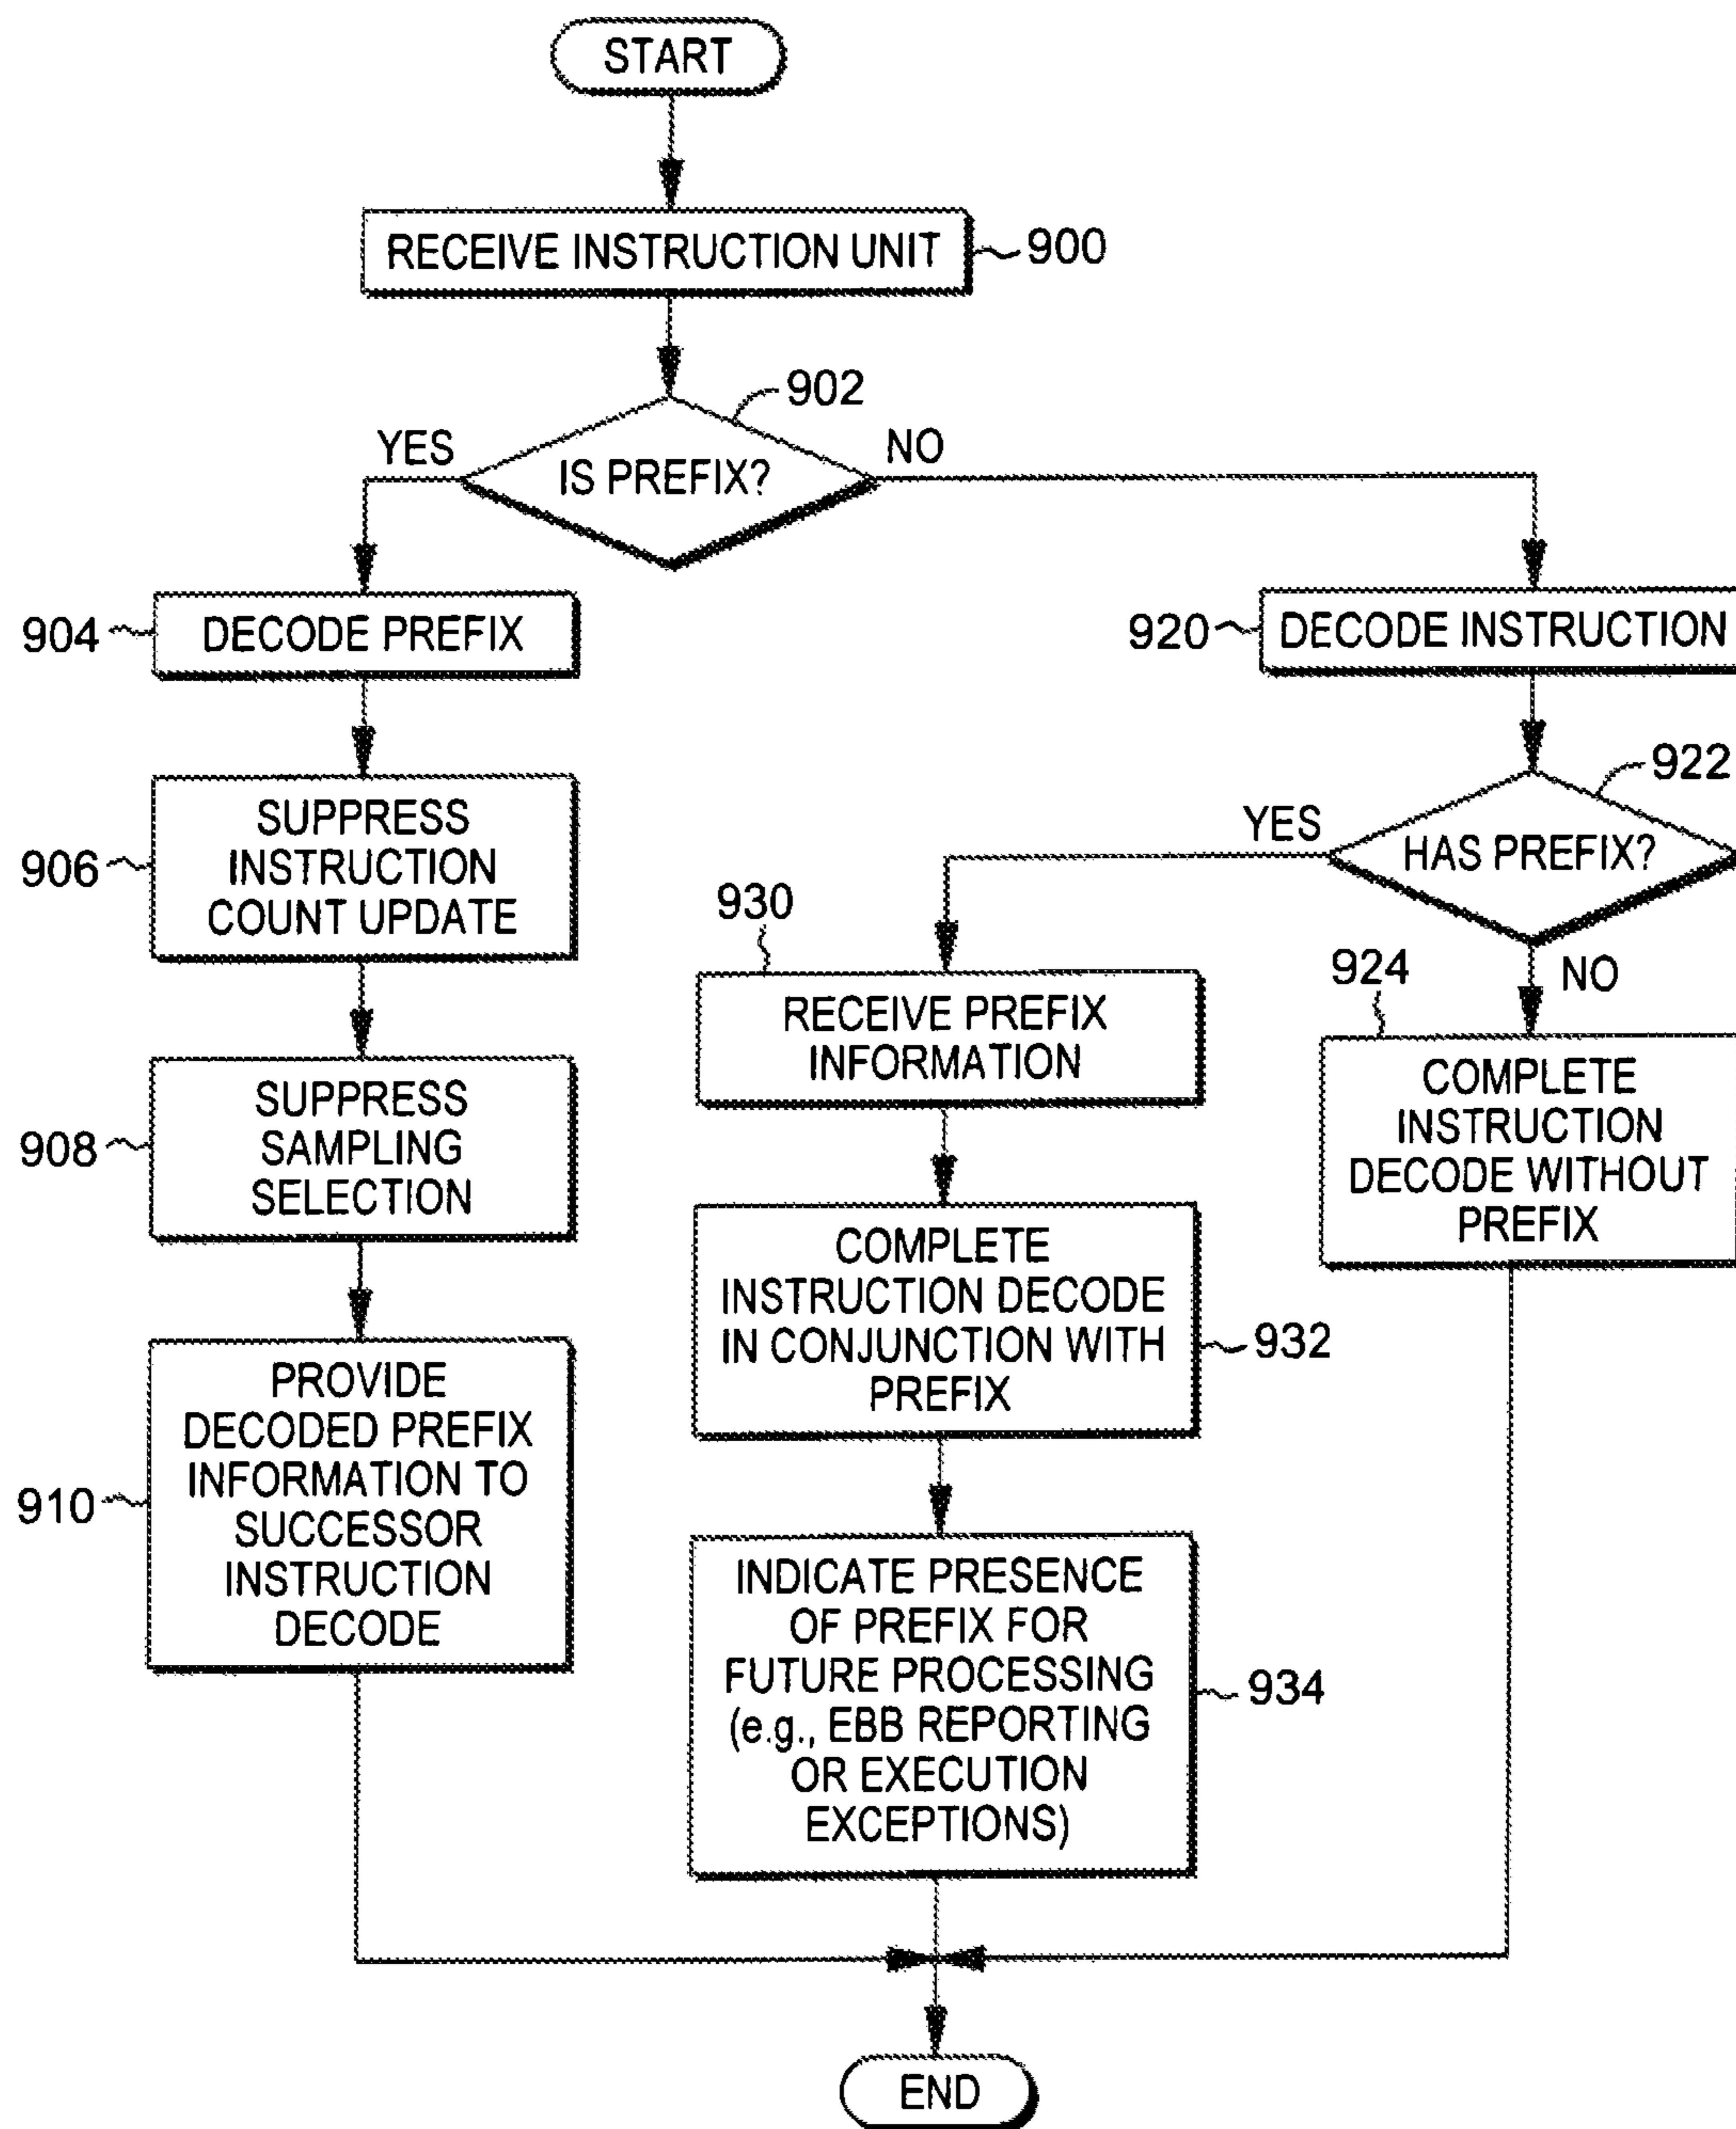 START
RECEIVE INSTRUCTION UNIT
900
902
YES
NO
IS PREFIX?
904
DECODE PREFIX
920
DECODE INSTRUCTION
906
SUPPRESS
INSTRUCTION
COUNT UPDATE
922
YES
HAS PREFIX?
NO
930
RECEIVE PREFIX
INFORMATION
924
COMPLETE
INSTRUCTION
DECODE WITHOUT
PREFIX
908
SUPPRESS
SAMPLING
SELECTION
COMPLETE
INSTRUCTION DECODE
IN CONJUNCTION WITH
PREFIX
932
910
PROVIDE
DECODED PREFIX
INFORMATION TO
SUCCESSOR
INSTRUCTION
DECODE
INDICATE PRESENCE
OF PREFIX FOR
FUTURE PROCESSING
(e.g., EBB REPORTING
OR EXECUTION
EXCEPTIONS)
934
END